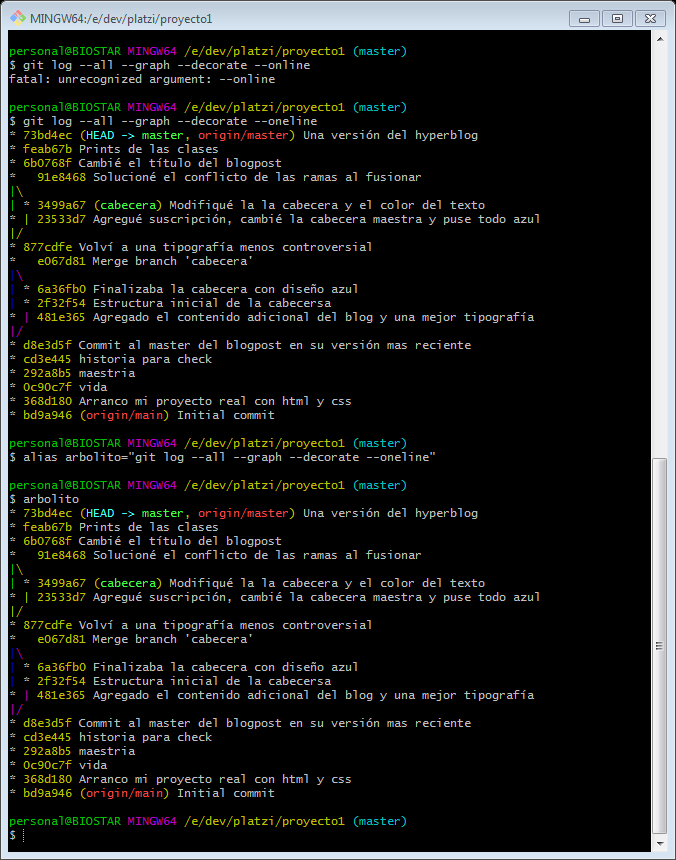 MINGW64:/e/dev/platzi/proyecto1
personal@BIOSTAR MINGW64 /e/dev/platzi/proyecto1 (master)
$ git log --all --graph --decorate --online
fatal: unrecognized argument: --online
personal@BIOSTAR MINGW64 /e/dev/platzi/proyecto1 (master)
$ git log --all --graph --decorate --oneline
* 73bd4ec (HEAD -> master, origin/master) Una versión del hyperblog
* feab67b Prints de las clases
* 6b0768f Cambié el título del blogpost
*   91e8468 Solucioné el conflicto de las ramas al fusionar
|\
| * 3499a67 (cabecera) Modifiqué la la cabecera y el color del texto
* | 23533d7 Agregué suscripción, cambié la cabecera maestra y puse todo azul
|/
* 877cdfe Volví a una tipografía menos controversial
*   e067d81 Merge branch 'cabecera'
|\
| * 6a36fb0 Finalizaba la cabecera con diseño azul
| * 2f32f54 Estructura inicial de la cabecersa
* | 481e365 Agregado el contenido adicional del blog y una mejor tipografía
|/
* d8e3d5f Commit al master del blogpost en su versión mas reciente
* cd3e445 historia para check
* 292a8b5 maestria
* 0c90c7f vida
* 368d180 Arranco mi proyecto real con html y css
* bd9a946 (origin/main) Initial commit
personal@BIOSTAR MINGW64 /e/dev/platzi/proyecto1 (master)
$ alias arbolito="git log --all --graph --decorate --oneline"
personal@BIOSTAR MINGW64 /e/dev/platzi/proyecto1 (master)
$ arbolito
* 73bd4ec (HEAD -> master, origin/master) Una versión del hyperblog
* feab67b Prints de las clases
* 6b0768f Cambié el título del blogpost
*   91e8468 Solucioné el conflicto de las ramas al fusionar
|\
| * 3499a67 (cabecera) Modifiqué la la cabecera y el color del texto
* | 23533d7 Agregué suscripción, cambié la cabecera maestra y puse todo azul
|/
* 877cdfe Volví a una tipografía menos controversial
*   e067d81 Merge branch 'cabecera'
|\
| * 6a36fb0 Finalizaba la cabecera con diseño azul
| * 2f32f54 Estructura inicial de la cabecersa
* | 481e365 Agregado el contenido adicional del blog y una mejor tipografía
|/
* d8e3d5f Commit al master del blogpost en su versión mas reciente
* cd3e445 historia para check
* 292a8b5 maestria
* 0c90c7f vida
* 368d180 Arranco mi proyecto real con html y css
* bd9a946 (origin/main) Initial commit
personal@BIOSTAR MINGW64 /e/dev/platzi/proyecto1 (master)
$